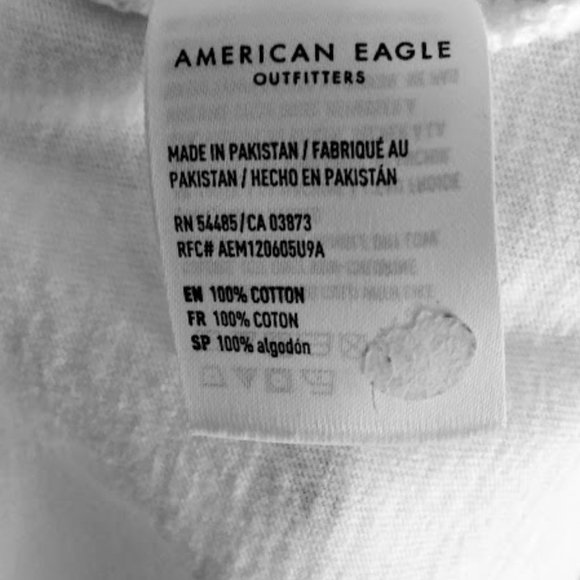 AMERICAN EAGLE
OUTFITTERS
MADE IN PAKISTAN / FABRIQUÉ AU
PAKISTAN / HECHO EN PAKISTÁN
RN 54485/CA 03873
RFC# AEM120605U9A
EN 100% COTTON
FR 100% COTON
SP 100% algodón